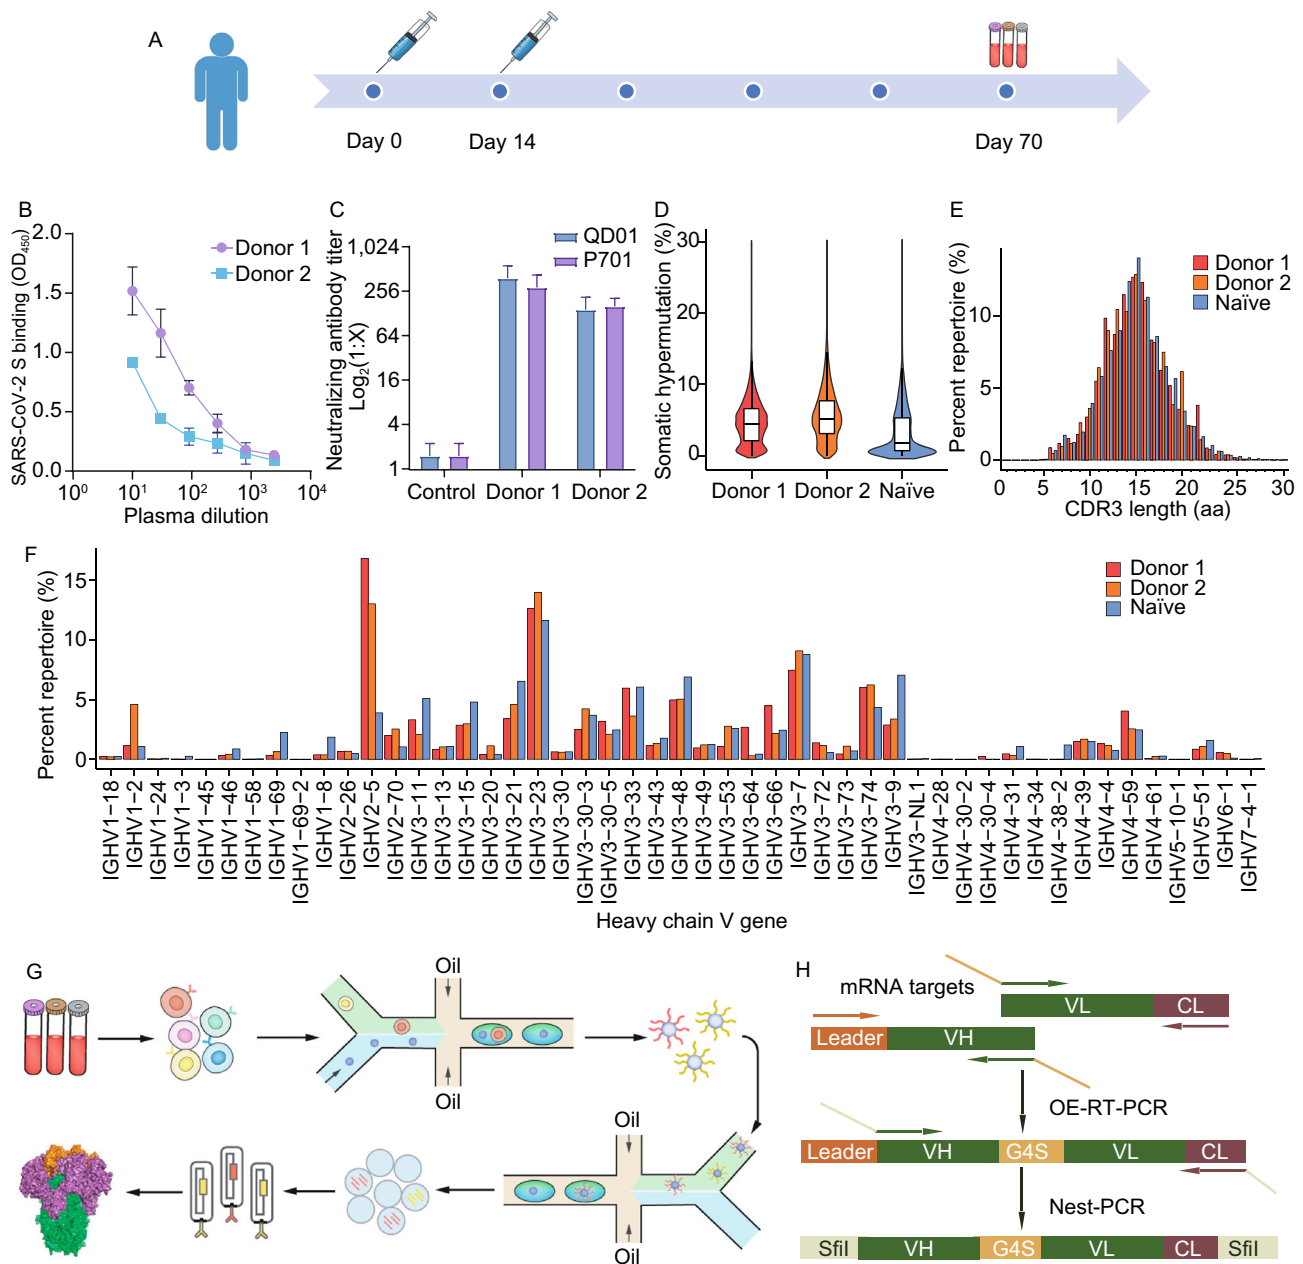 A
Day 0
Day 14
Day 70
B
SARS-CoV-2 S binding (OD450)
2.0
1.5
1.0
0.5
0.0
10^0
10^1
10^2
10^3
10^4
Plasma dilution
Donor 1
Donor 2
C
Neutralizing antibody titer
Log2(1:X)
1,024
256
64
16
4
1
QD01
P701
Control
Donor 1
Donor 2
D
Somatic hypermutation (%)
30
20
10
0
Donor 1
Donor 2
Naïve
E
Percent repertoire (%)
10
5
0
Donor 1
Donor 2
Naïve
0
5
10
15
20
25
30
CDR3 length (aa)
F
Percent repertoire (%)
15
10
5
0
Donor 1
Donor 2
Naïve
IGHV1-18
IGHV1-2
IGHV1-24
IGHV1-3
IGHV1-45
IGHV1-46
IGHV1-58
IGHV1-69
IGHV1-69-2
IGHV1-8
IGHV2-26
IGHV2-5
IGHV2-70
IGHV3-11
IGHV3-13
IGHV3-15
IGHV3-20
IGHV3-21
IGHV3-23
IGHV3-30
IGHV3-30-3
IGHV3-30-5
IGHV3-33
IGHV3-43
IGHV3-48
IGHV3-49
IGHV3-53
IGHV3-64
IGHV3-66
IGHV3-7
IGHV3-72
IGHV3-73
IGHV3-74
IGHV3-9
IGHV3-NL1
IGHV4-28
IGHV4-30-2
IGHV4-30-4
IGHV4-31
IGHV4-34
IGHV4-38-2
IGHV4-39
IGHV4-4
IGHV4-59
IGHV4-61
IGHV5-10-1
IGHV5-51
IGHV6-1
IGHV7-4-1
Heavy chain V gene
G
Oil
Oil
Oil
Oil
H
mRNA targets
VL CL
Leader VH
OE-RT-PCR
Leader VH G4S VL CL
Nest-PCR
SfiI VH G4S VL CL SfiI